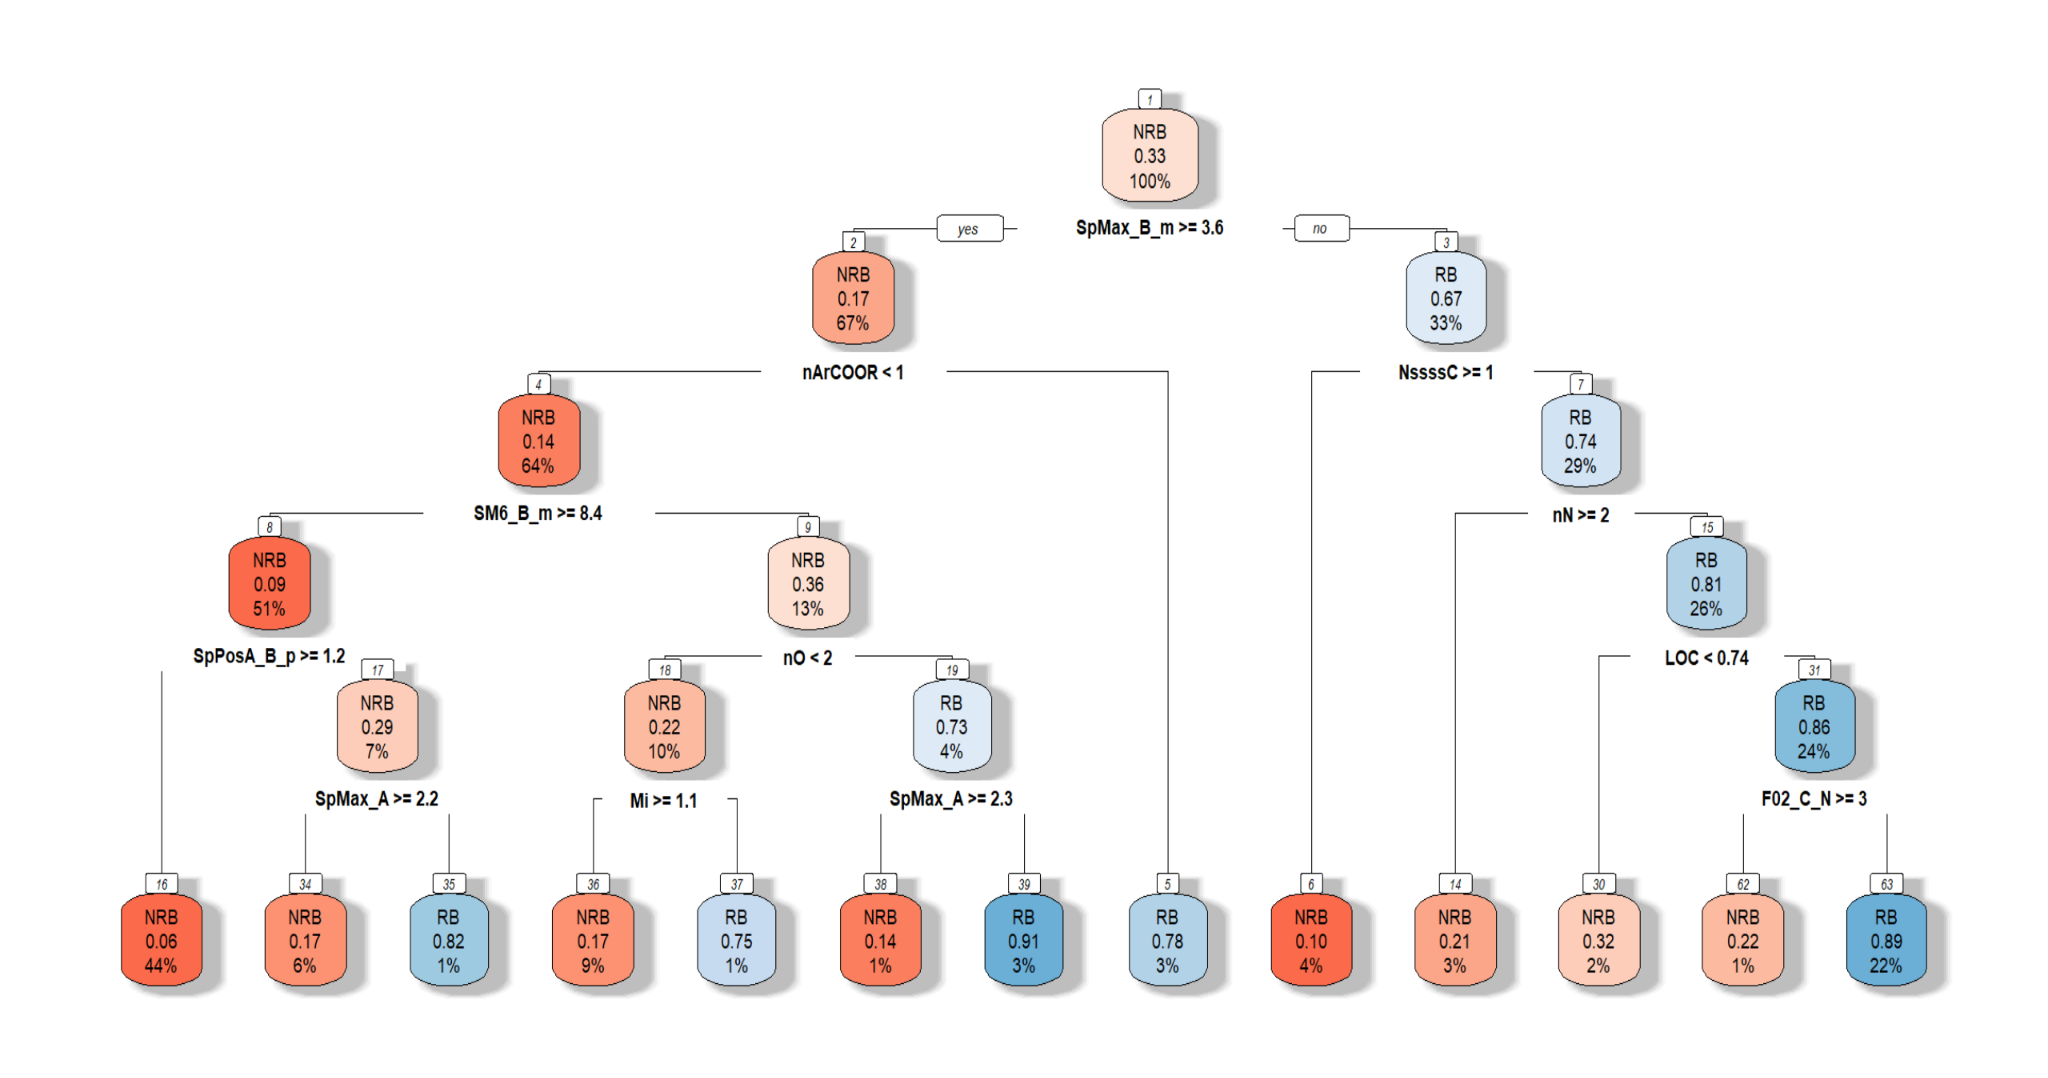 1
NRB
0.33
100%
yes
SpMax_B_m >= 3.6
no
2
NRB
0.17
67%
3
RB
0.67
33%
nArCOOR < 1
NssssC >= 1
4
NRB
0.14
64%
7
RB
0.74
29%
SM6_B_m >= 8.4
nN >= 2
8
NRB
0.09
51%
9
NRB
0.36
13%
15
RB
0.81
26%
SpPosA_B_p >= 1.2
nO < 2
LOC < 0.74
17
NRB
0.29
7%
18
NRB
0.22
10%
19
RB
0.73
4%
31
RB
0.86
24%
SpMax_A >= 2.2
Mi >= 1.1
SpMax_A >= 2.3
F02_C_N >= 3
16
NRB
0.06
44%
34
NRB
0.17
6%
35
RB
0.82
1%
36
NRB
0.17
9%
37
RB
0.75
1%
38
NRB
0.14
1%
39
RB
0.91
3%
5
RB
0.78
3%
6
NRB
0.10
4%
14
NRB
0.21
3%
30
NRB
0.32
2%
62
NRB
0.22
1%
63
RB
0.89
22%